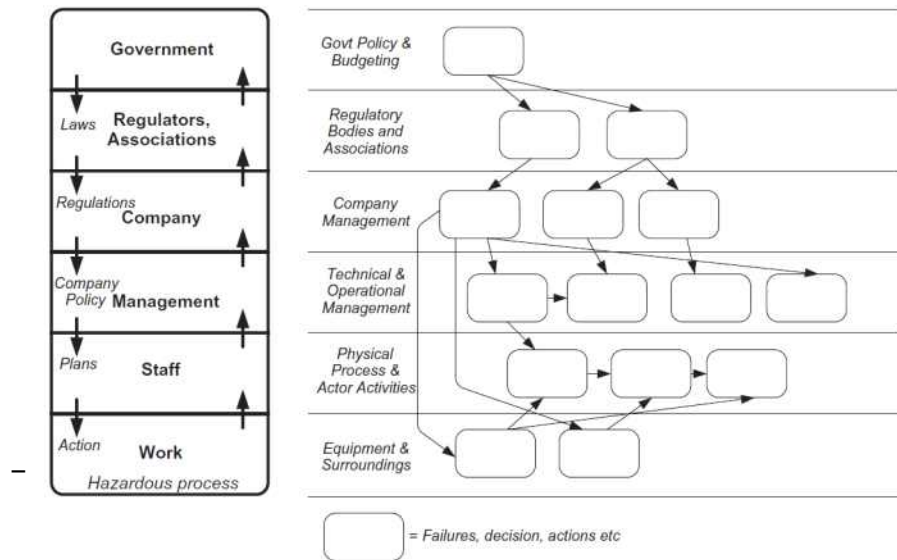 Government
Laws
Regulators,
Associations
Regulations
Company
Company
Policy
Management
Plans
Staff
Action
Work
Hazardous process
Govt Policy &
Budgeting
Regulatory
Bodies and
Associations
Company
Management
Technical &
Operational
Management
Physical
Process &
Actor Activities
Equipment &
Surroundings
= Failures, decision, actions etc